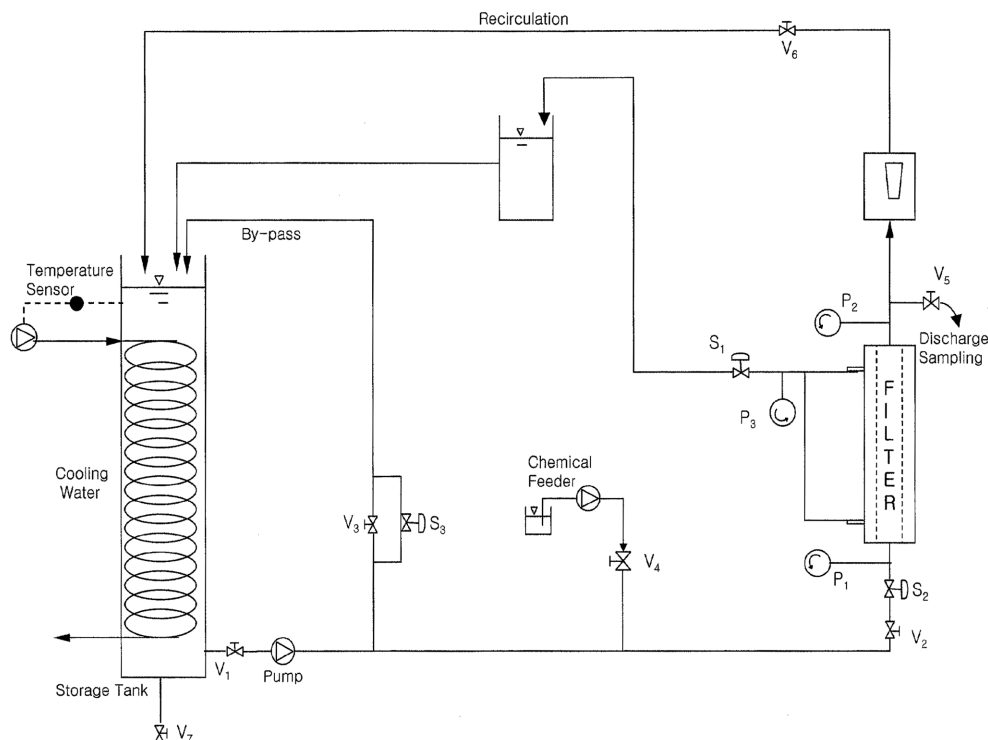 Recirculation
V6
By-pass
Temperature
Sensor
V5
P2
Discharge
Sampling
S1
P3
FILTER
Chemical
Feeder
Cooling
Water
V3
S3
V4
P1
S2
V2
V1
Pump
Storage Tank
V7